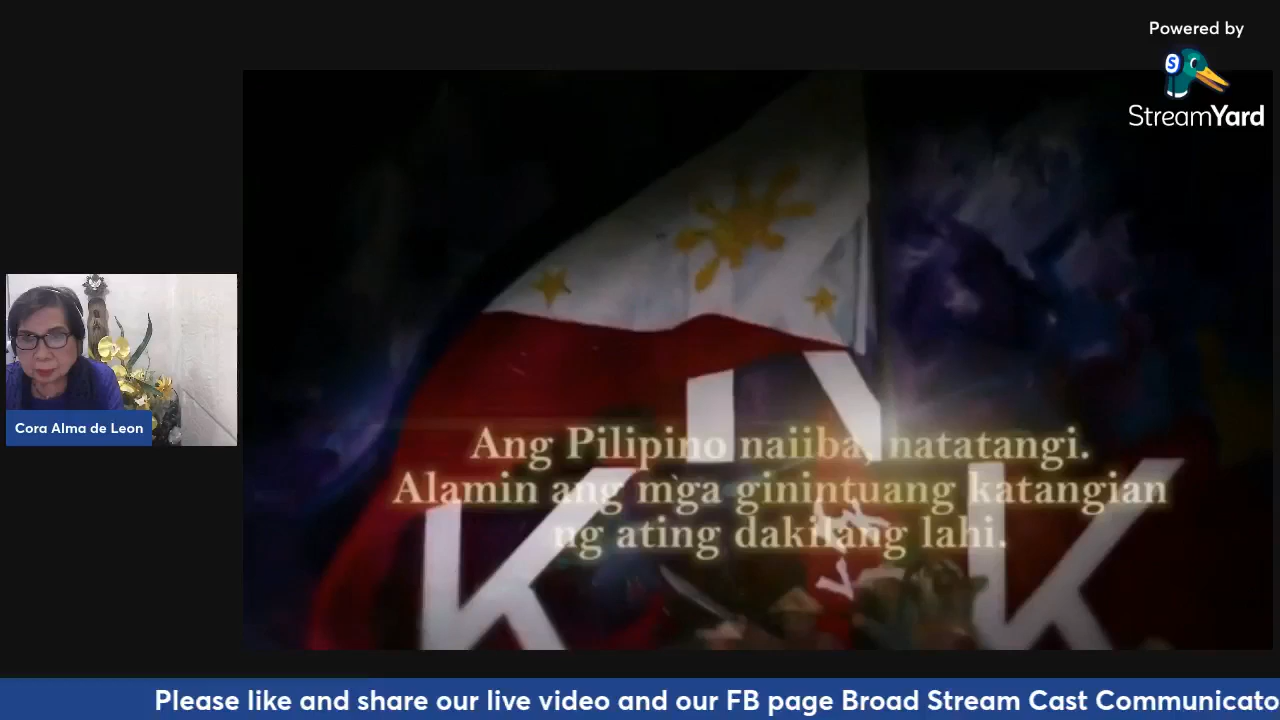 Powered by
StreamYard
Ang Pilipino naiiba, natatangi.
Alamin ang mga ginintuang katangian
ng ating dakilang lahi.
K K
Cora Alma de Leon
Please like and share our live video and our FB page Broad Stream Cast Communicato